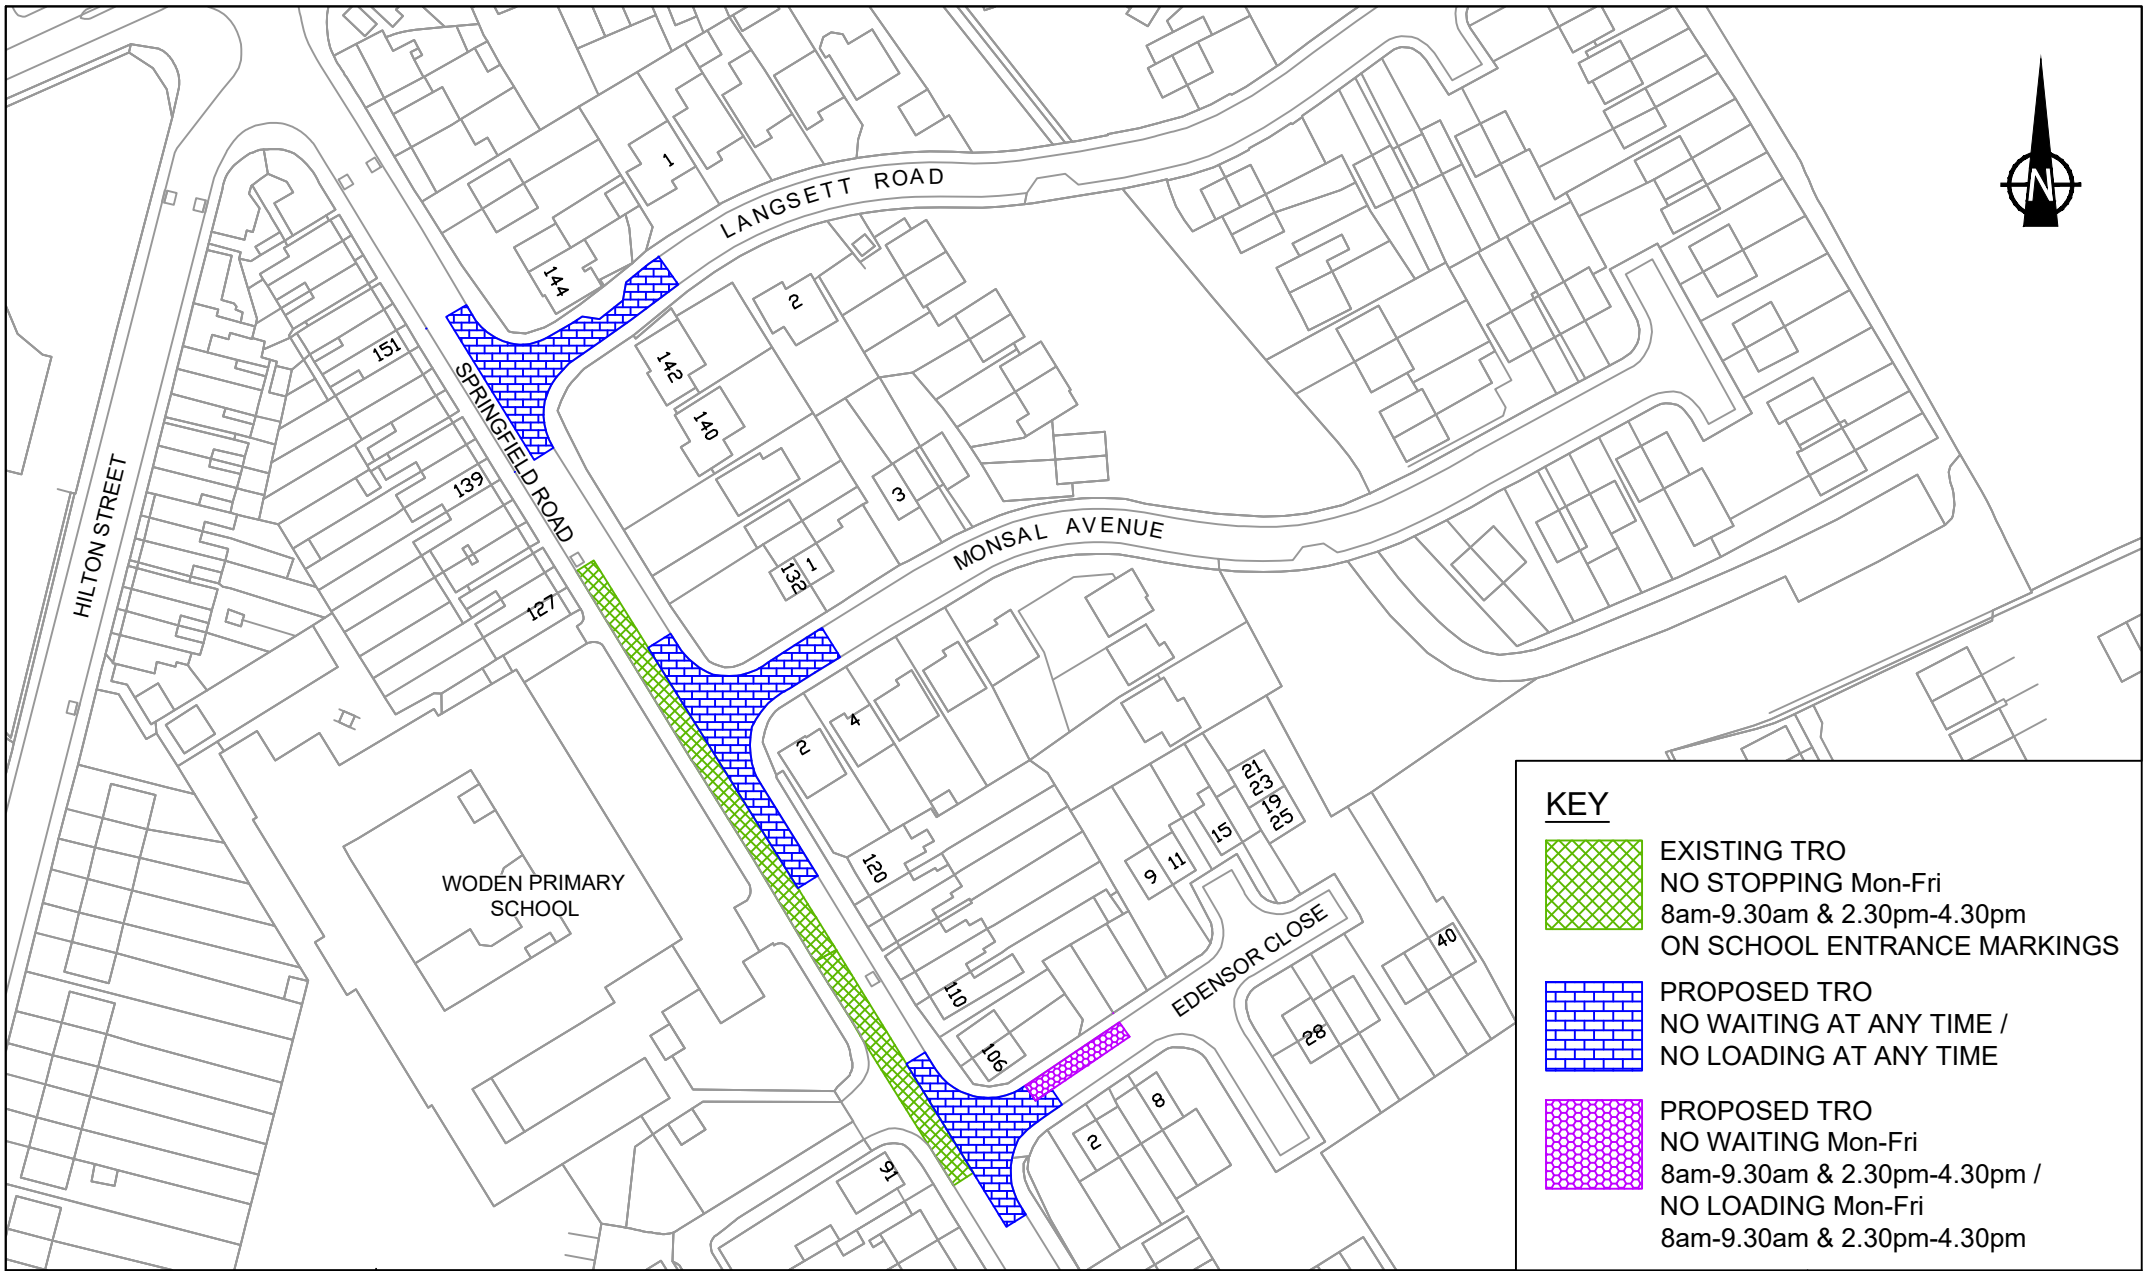 N
1
LANGSETT ROAD
144
2
151
142
SPRINGFIELD ROAD
140
139
3
HILTON STREET
MONSAL AVENUE
1
132
127
2
4
21
23
19
25
15
120
11
9
WODEN PRIMARY
SCHOOL
EDENSOR CLOSE
40
110
28
106
8
2
91
KEY
EXISTING TRO
NO STOPPING Mon-Fri
8am-9.30am & 2.30pm-4.30pm
ON SCHOOL ENTRANCE MARKINGS
PROPOSED TRO
NO WAITING AT ANY TIME /
NO LOADING AT ANY TIME
PROPOSED TRO
NO WAITING Mon-Fri
8am-9.30am & 2.30pm-4.30pm /
NO LOADING Mon-Fri
8am-9.30am & 2.30pm-4.30pm